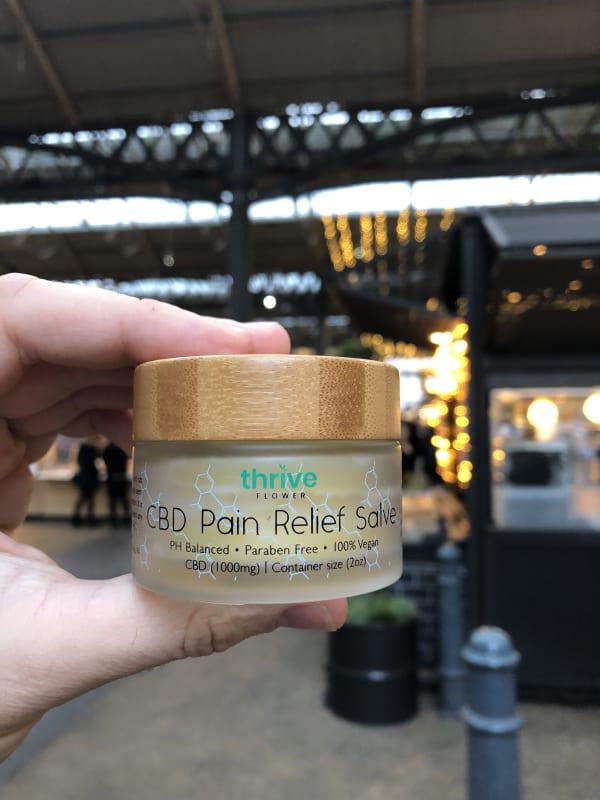 thrive
FLOWER
CBD Pain Relief Salve
PH Balanced • Paraben Free • 100% Vegan
CBD (1000mg) | Container size (2oz)